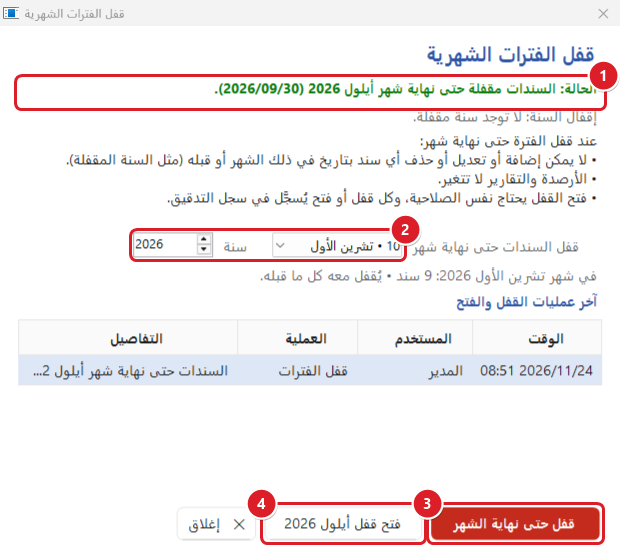 قفل الفترات الشهرية
قفل الفترات الشهرية
1
الحالة: السندات مقفلة حتى نهاية شهر أيلول 2026 (2026/09/30).
إقفال السنة: لا توجد سنة مقفلة.
عند قفل الفترة حتى نهاية شهر:
• لا يمكن إضافة أو تعديل أو حذف أي سند بتاريخ في ذلك الشهر أو قبله (مثل السنة المقفلة).
• الأرصدة والتقارير لا تتغير.
• فتح القفل يحتاج نفس الصلاحية، وكل قفل أو فتح يُسجَّل في سجل التدقيق.
2
قفل السندات حتى نهاية شهر 10 • تشرين الأول سنة 2026
في شهر تشرين الأول 2026: 9 سند • يُقفل معه كل ما قبله.
آخر عمليات القفل والفتح
الوقت المستخدم العملية التفاصيل
2026/11/24 08:51 المدير قفل الفترات السندات حتى نهاية شهر أيلول 2...
3 4
قفل حتى نهاية الشهر فتح قفل أيلول 2026 إغلاق